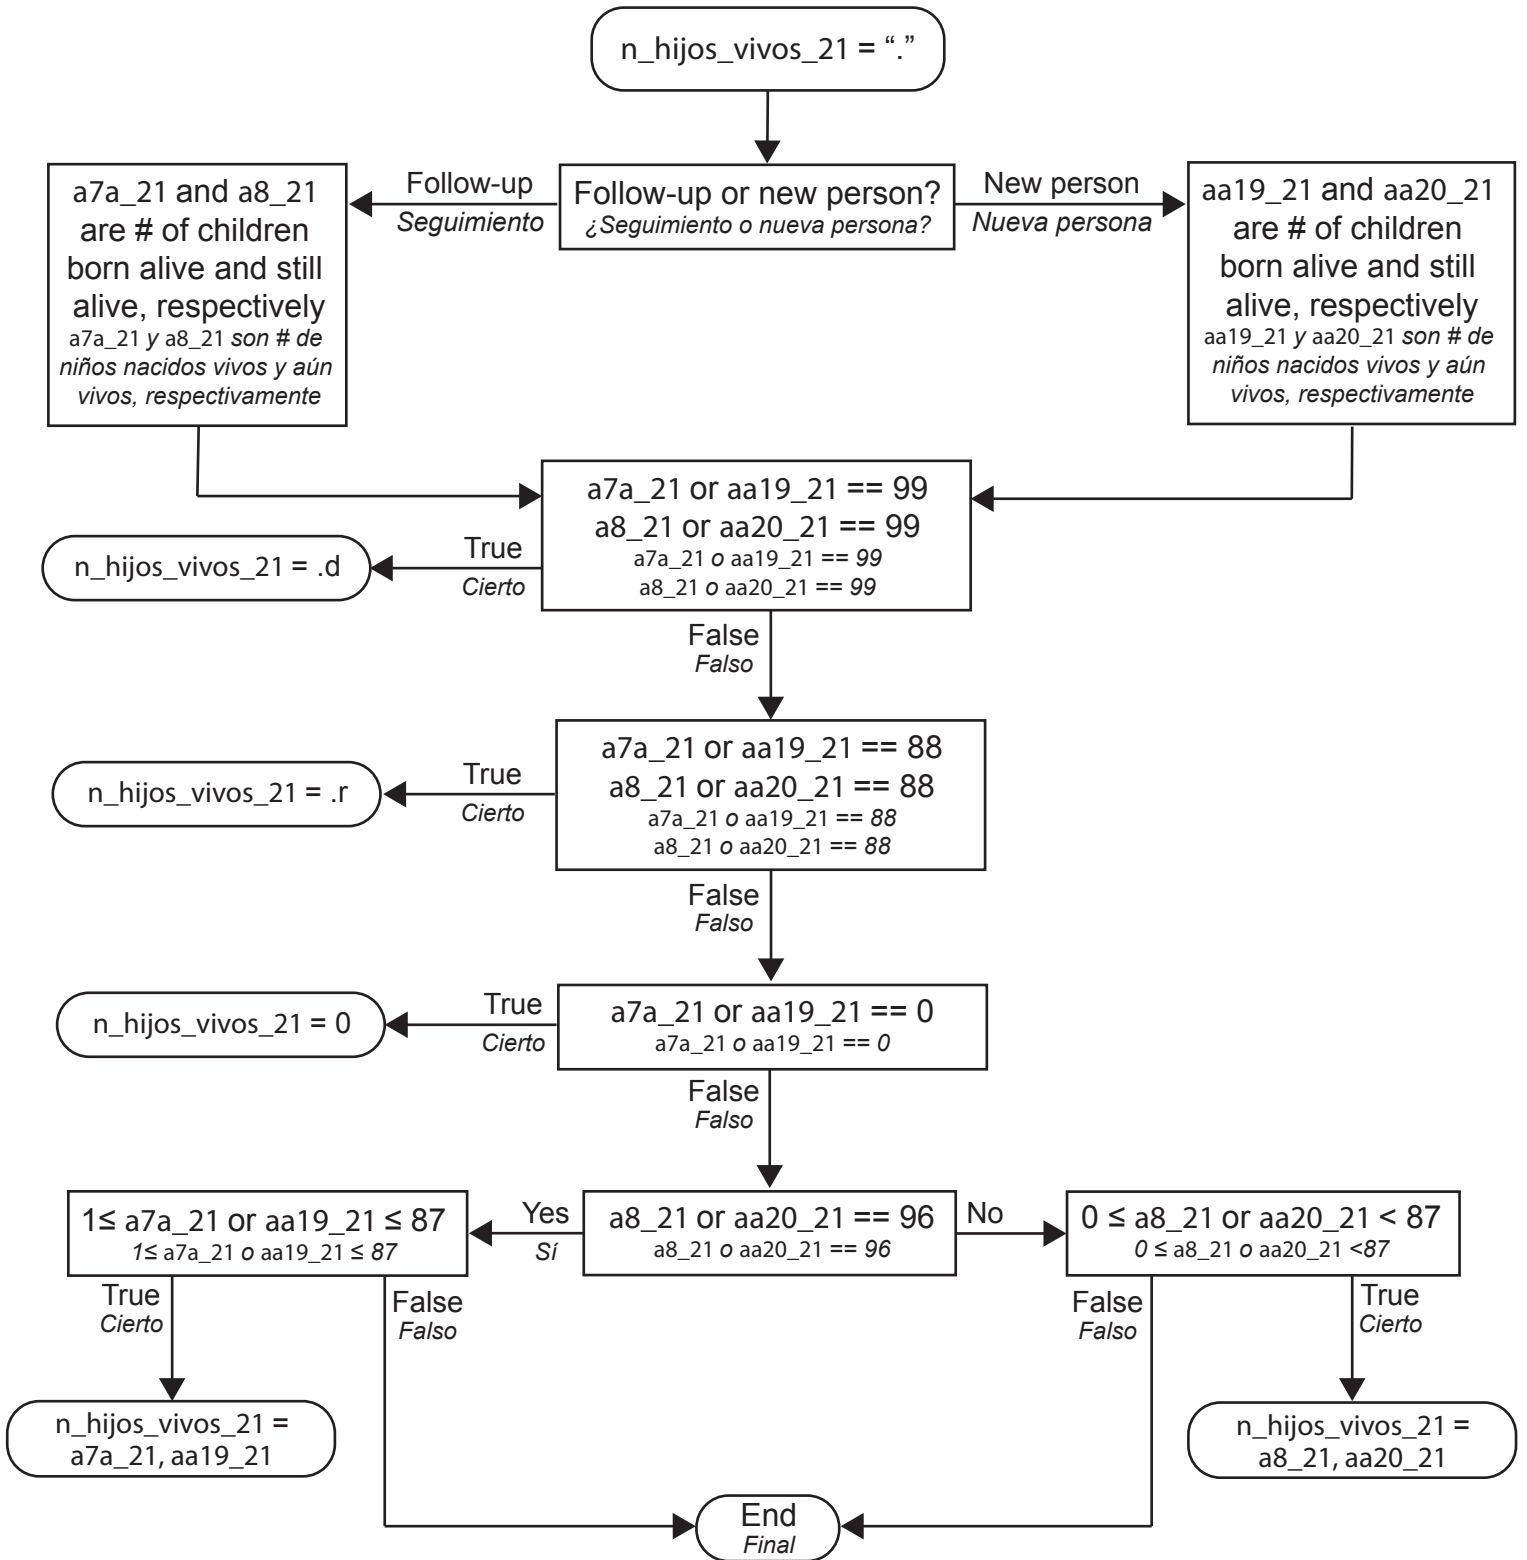 n_hijos_vivos_21 = “.”
Follow-up
Seguimiento
Follow-up or new person?
¿Seguimiento o nueva persona?
New person
Nueva persona
a7a_21 and a8_21
are # of children
born alive and still
alive, respectively
a7a_21 y a8_21 son # de
niños nacidos vivos y aún
vivos, respectivamente
aa19_21 and aa20_21
are # of children
born alive and still
alive, respectively
aa19_21 y aa20_21 son # de
niños nacidos vivos y aún
vivos, respectivamente
a7a_21 or aa19_21 == 99
a8_21 or aa20_21 == 99
a7a_21 o aa19_21 == 99
a8_21 o aa20_21 == 99
True
Cierto
n_hijos_vivos_21 = .d
False
Falso
a7a_21 or aa19_21 == 88
a8_21 or aa20_21 == 88
a7a_21 o aa19_21 == 88
a8_21 o aa20_21 == 88
True
Cierto
n_hijos_vivos_21 = .r
False
Falso
a7a_21 or aa19_21 == 0
a7a_21 o aa19_21 == 0
True
Cierto
n_hijos_vivos_21 = 0
False
Falso
a8_21 or aa20_21 == 96
a8_21 o aa20_21 == 96
Yes
Sí
No
1≤ a7a_21 or aa19_21 ≤ 87
1≤ a7a_21 o aa19_21 ≤ 87
0 ≤ a8_21 or aa20_21 < 87
0 ≤ a8_21 o aa20_21 <87
True
Cierto
False
Falso
False
Falso
True
Cierto
n_hijos_vivos_21 =
a7a_21, aa19_21
n_hijos_vivos_21 =
a8_21, aa20_21
End
Final